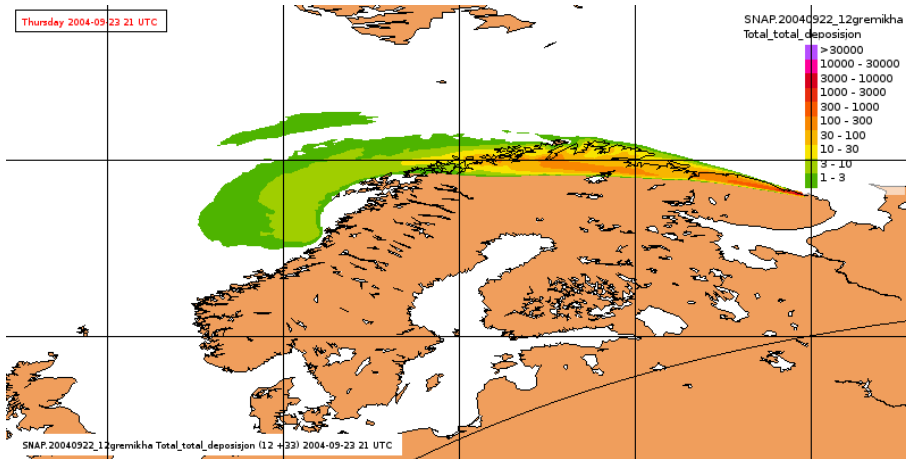 Thursday 2004-09-23 21 UTC
SNAP.20040922_12gremikha
Total_total_deposisjon
>30000
10000 - 30000
3000 - 10000
1000 - 3000
300 - 1000
100 - 300
30 - 100
10 - 30
3 - 10
1 - 3
SNAP.20040922_12gremikha Total_total_deposisjon (12 +33) 2004-09-23 21 UTC